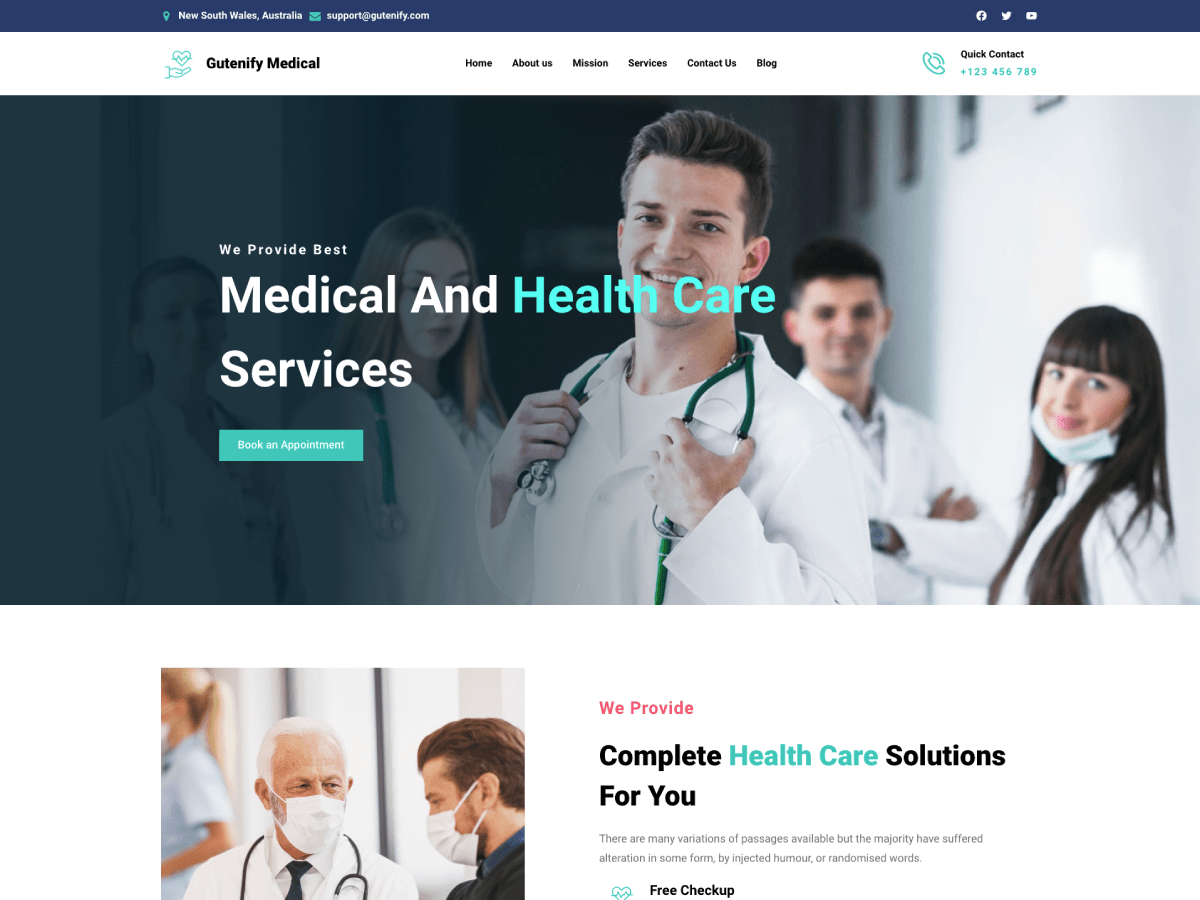 New South Wales, Australia support@gutenify.com
Gutenify Medical
Home About us Mission Services Contact Us Blog
Quick Contact
+123 456 789
We Provide Best
Medical And Health Care
Services
Book an Appointment
We Provide
Complete Health Care Solutions
For You
There are many variations of passages available but the majority have suffered
alteration in some form, by injected humour, or randomised words.
Free Checkup